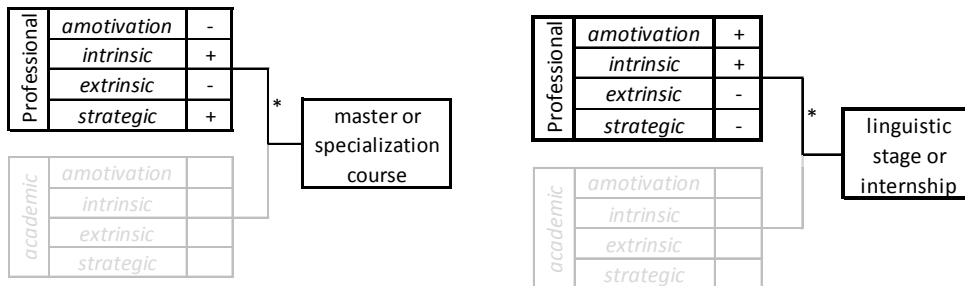 Professional
amotivation -
intrinsic +
extrinsic -
strategic +
*
master or
specialization
course
academic
amotivation
intrinsic
extrinsic
strategic
Professional
amotivation +
intrinsic +
extrinsic -
strategic -
*
linguistic
stage or
internship
academic
amotivation
intrinsic
extrinsic
strategic